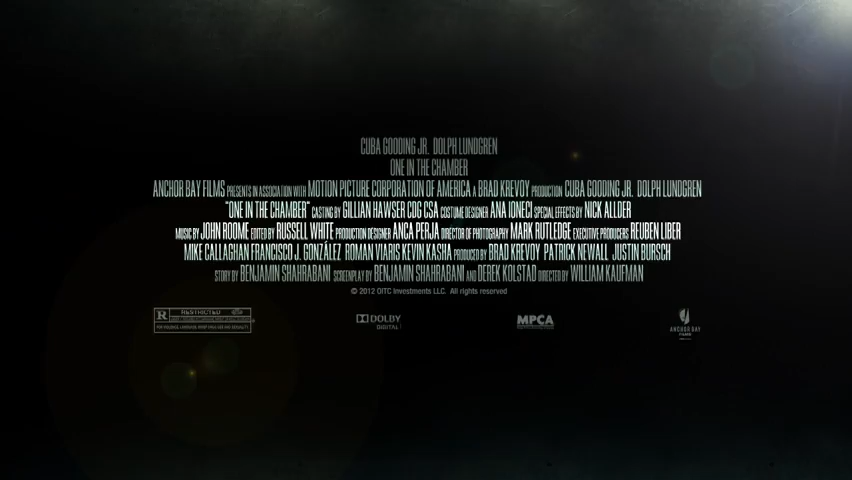 CUBA GOODING JR. DOLPH LUNDGREN
ONE IN THE CHAMBER
ANCHOR BAY FILMS PRESENTS IN ASSOCIATION WITH MOTION PICTURE CORPORATION OF AMERICA A BRAD KREVOY PRODUCTION CUBA GOODING JR. DOLPH LUNDGREN
"ONE IN THE CHAMBER" CASTING BY GILLIAN HAWSER CDG CSA COSTUME DESIGNER ANA IONECI SPECIAL EFFECTS BY NICK ALLDER
MUSIC BY JOHN ROOME EDITED BY RUSSELL WHITE PRODUCTION DESIGNER ANCA PERJA DIRECTOR OF PHOTOGRAPHY MARK RUTLEDGE EXECUTIVE PRODUCERS REUBEN LIBER
MIKE CALLAGHAN FRANCISCO J. GONZÁLEZ ROMAN VIARIS KEVIN KASHA PRODUCED BY BRAD KREVOY PATRICK NEWALL JUSTIN BURSCH
STORY BY BENJAMIN SHAHRABANI SCREENPLAY BY BENJAMIN SHAHRABANI AND DEREK KOLSTAD DIRECTED BY WILLIAM KAUFMAN
© 2012 OITC Investments LLC. All rights reserved
R RESTRICTED
DOLBY
DIGITAL
MPCA
ANCHOR BAY
FILMS